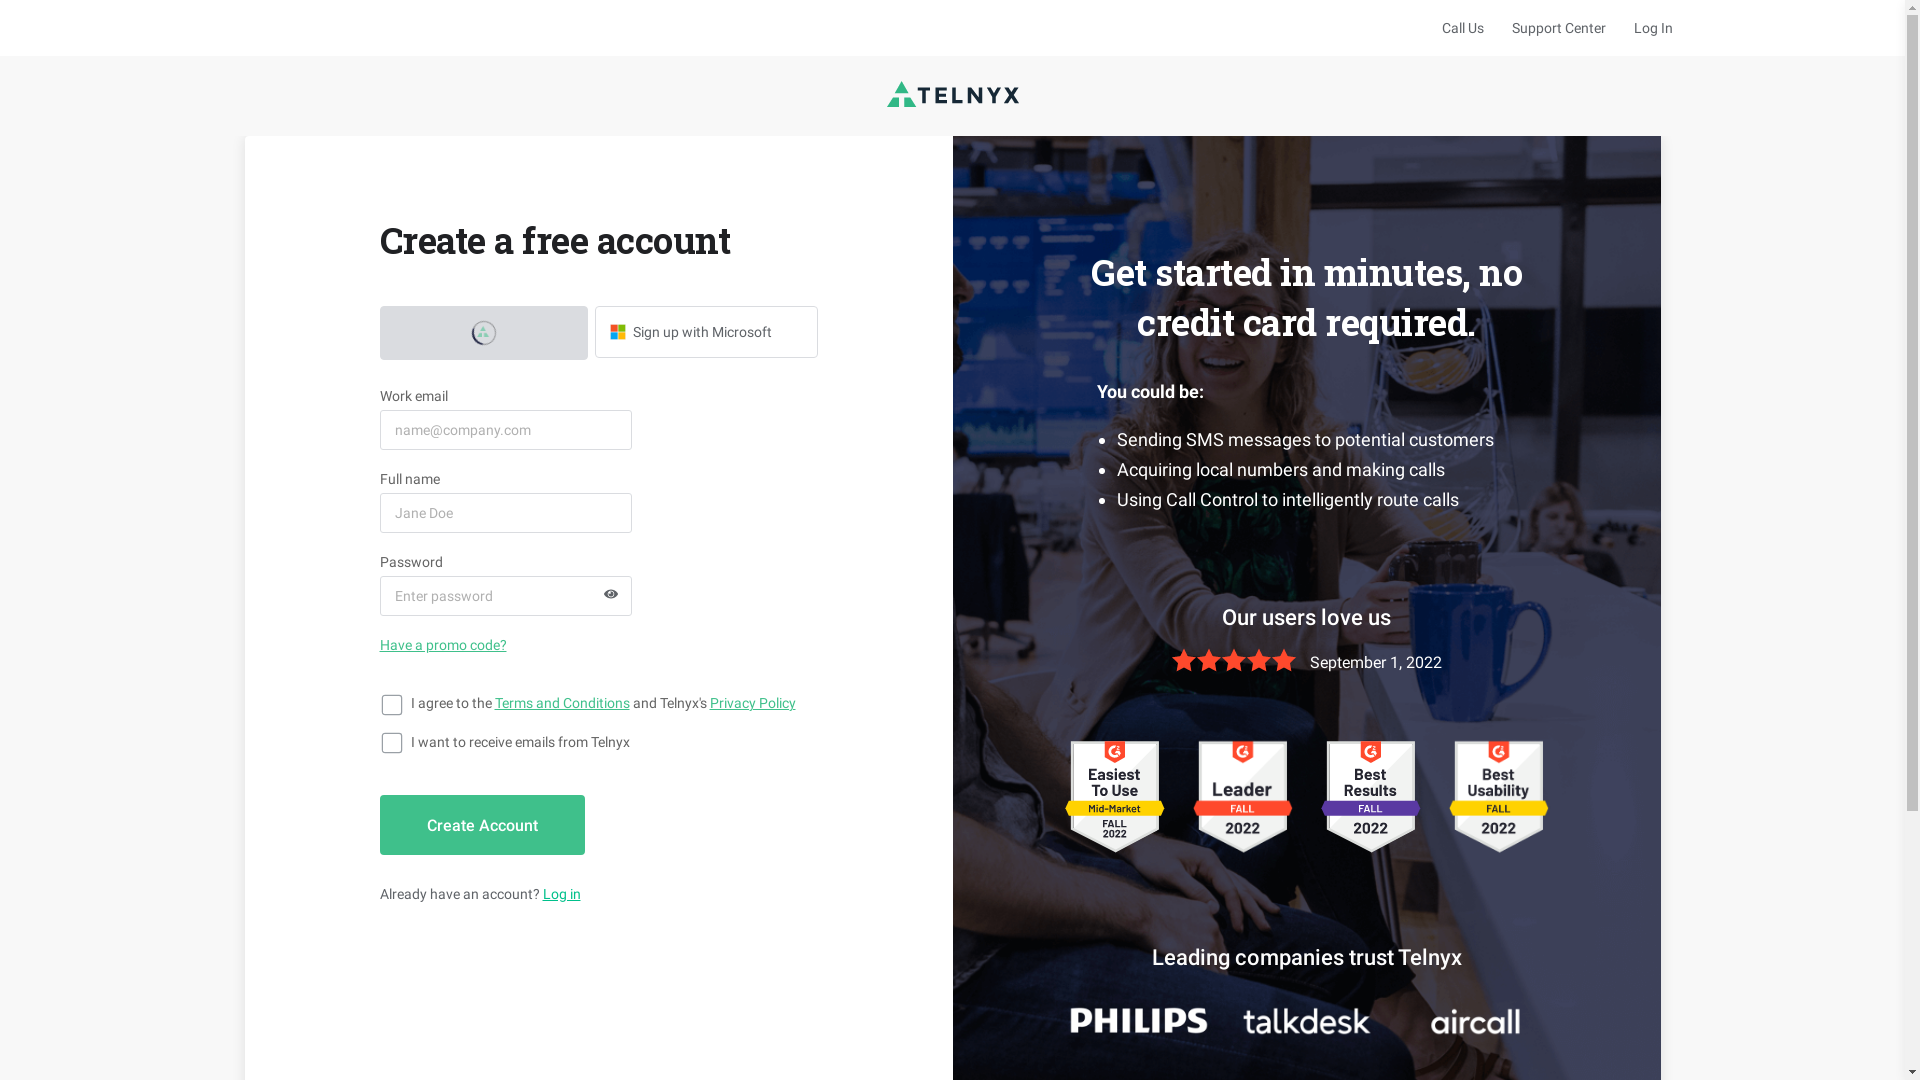 Call Us Support Center Log In
TELNYX
Create a free account
Sign up with Microsoft
Work email
name@company.com
Full name
Jane Doe
Password
Enter password
Have a promo code?
I agree to the Terms and Conditions and Telnyx's Privacy Policy
I want to receive emails from Telnyx
Create Account
Already have an account? Log in
Get started in minutes, no
credit card required.
You could be:
• Sending SMS messages to potential customers
• Acquiring local numbers and making calls
• Using Call Control to intelligently route calls
Our users love us
September 1, 2022
Easiest
To Use
Mid-Market
FALL
2022
Leader
FALL
2022
Best
Results
FALL
2022
Best
Usability
FALL
2022
Leading companies trust Telnyx
PHILIPS talkdesk aircall